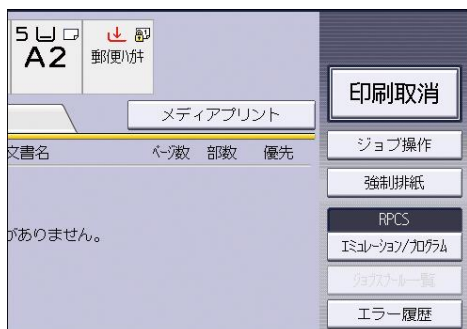 5
A2
郵便ﾊｶﾞｷ
印刷取消
メディアプリント
ジョブ操作
文書名 ﾍﾟｰｼﾞ数 部数 優先
強制排紙
RPCS
がありません。
ｴﾐｭﾚｰｼｮﾝ/ﾌﾟﾛｸﾞﾗﾑ
ｼﾞｮﾌﾞｽﾌﾟｰﾙ一覧
エラー履歴